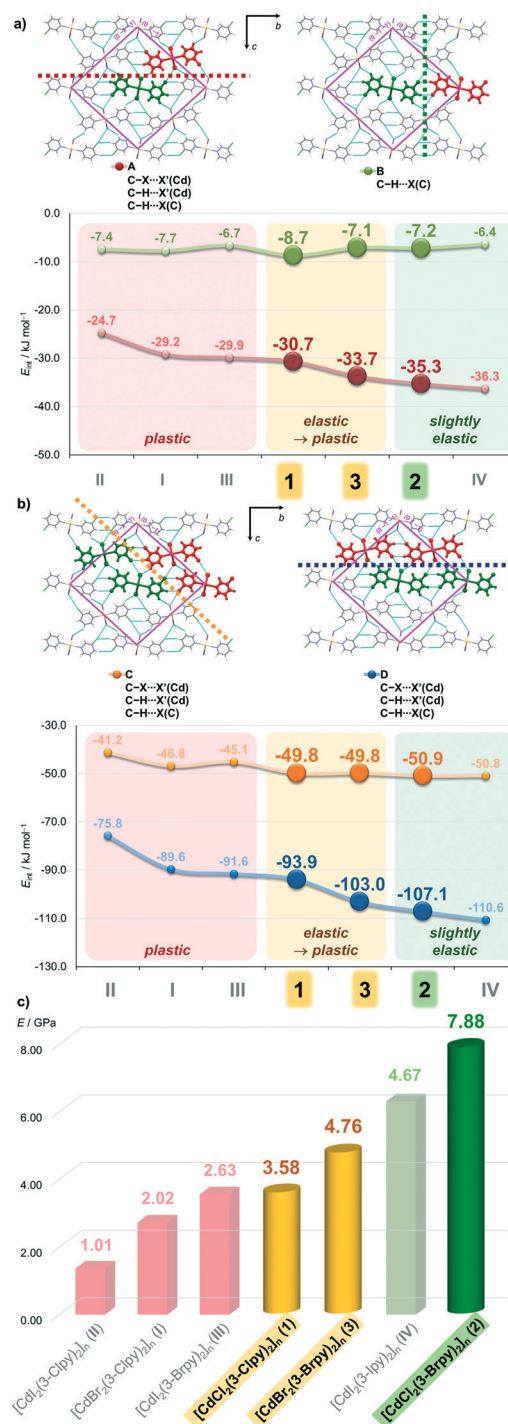 a)
b
c
A
C–X···X'(Cd)
C–H···X'(Cd)
C–H···X(C)
B
C–H···X(C)
0.0
-10.0
-20.0
-30.0
-40.0
-50.0
E_int / kJ mol⁻¹
-7.4 -7.7 -6.7 -8.7 -7.1 -7.2 -6.4
-24.7 -29.2 -29.9 -30.7 -33.7 -35.3 -36.3
plastic
elastic
→ plastic
slightly
elastic
II I III 1 3 2 IV
b)
b
c
C
C–X···X'(Cd)
C–H···X'(Cd)
C–H···X(C)
D
C–X···X'(Cd)
C–H···X'(Cd)
C–H···X(C)
-30.0
-50.0
-70.0
-90.0
-110.0
-130.0
E_int / kJ mol⁻¹
-41.2 -46.8 -45.1 -49.8 -49.8 -50.9 -50.8
-75.8 -89.6 -91.6 -93.9 -103.0 -107.1 -110.6
plastic
elastic
→ plastic
slightly
elastic
II I III 1 3 2 IV
c)
E / GPa
8.00
6.00
4.00
2.00
0.00
1.01
2.02
2.63
3.58
4.76
4.67
7.88
[CdI₂(3-Clpy)₂]ₙ (II)
[CdBr₂(3-Clpy)₂]ₙ (I)
[CdI₂(3-Brpy)₂]ₙ (III)
[CdCl₂(3-Clpy)₂]ₙ (1)
[CdBr₂(3-Brpy)₂]ₙ (3)
[CdI₂(3-Ipy)₂]ₙ (IV)
[CdCl₂(3-Brpy)₂]ₙ (2)